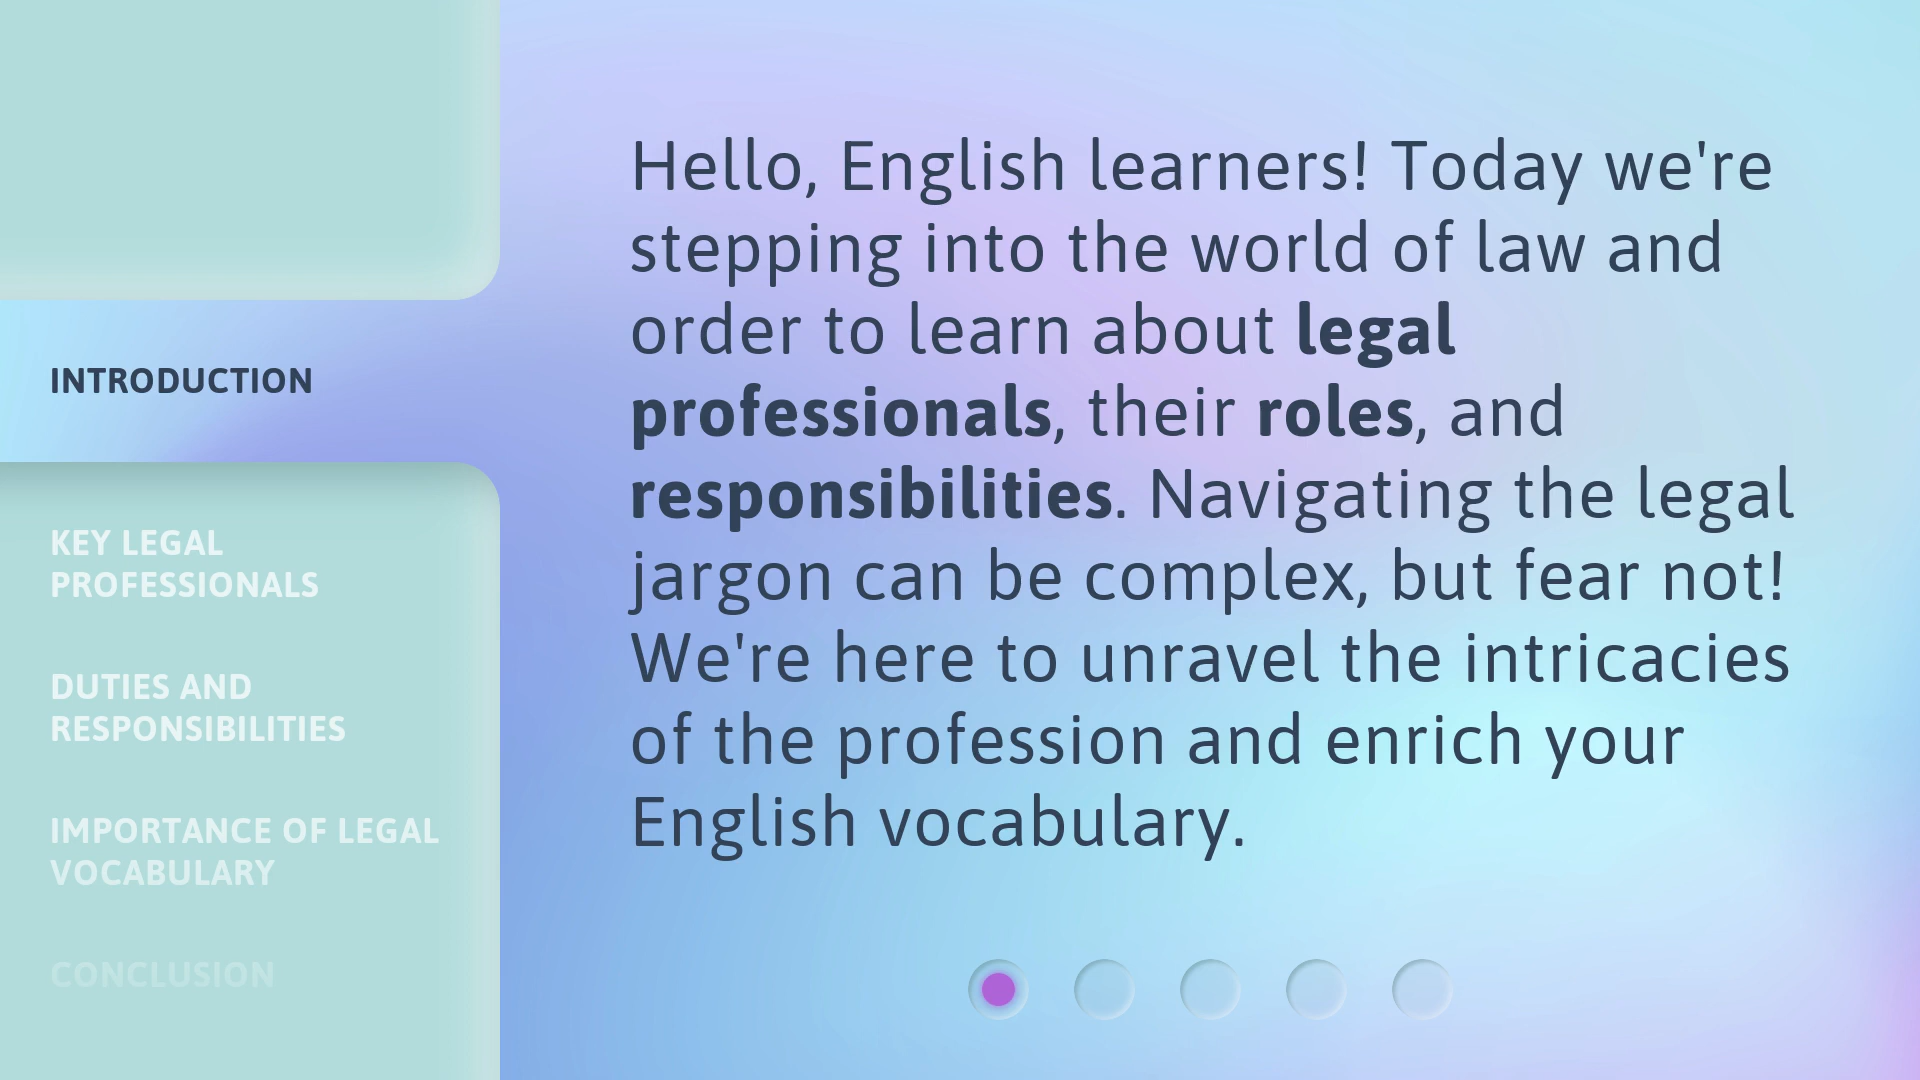 INTRODUCTION
KEY LEGAL
PROFESSIONALS
DUTIES AND
RESPONSIBILITIES
IMPORTANCE OF LEGAL
VOCABULARY
CONCLUSION
Hello, English learners! Today we're
stepping into the world of law and
order to learn about legal
professionals, their roles, and
responsibilities. Navigating the legal
jargon can be complex, but fear not!
We're here to unravel the intricacies
of the profession and enrich your
English vocabulary.